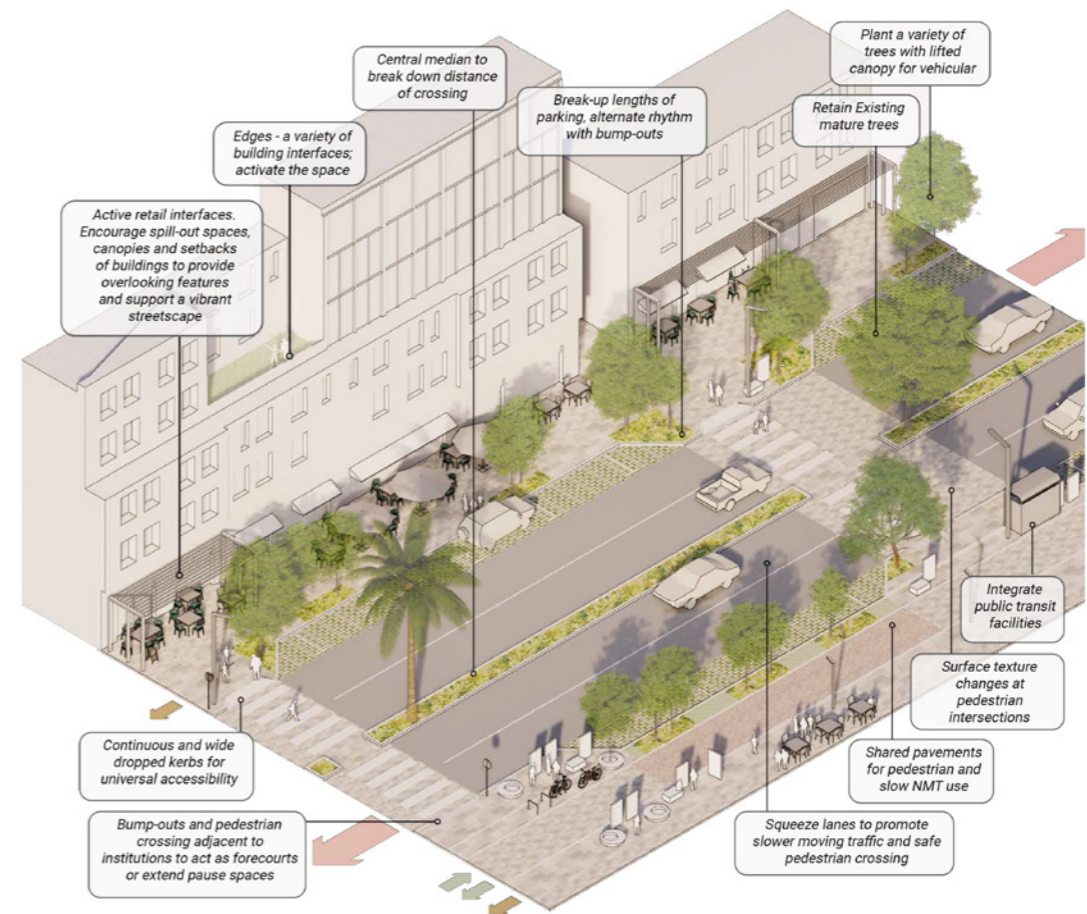 Plant a variety of
trees with lifted
canopy for vehicular
Central median to
break down distance
of crossing
Break-up lengths of
parking, alternate rhythm
with bump-outs
Retain Existing
mature trees
Edges - a variety of
building interfaces;
activate the space
Active retail interfaces.
Encourage spill-out spaces,
canopies and setbacks
of buildings to provide
overlooking features
and support a vibrant
streetscape
Integrate
public transit
facilities
Surface texture
changes at
pedestrian
intersections
Continuous and wide
dropped kerbs for
universal accessibility
Shared pavements
for pedestrian and
slow NMT use
Bump-outs and pedestrian
crossing adjacent to
institutions to act as forecourts
or extend pause spaces
Squeeze lanes to promote
slower moving traffic and safe
pedestrian crossing